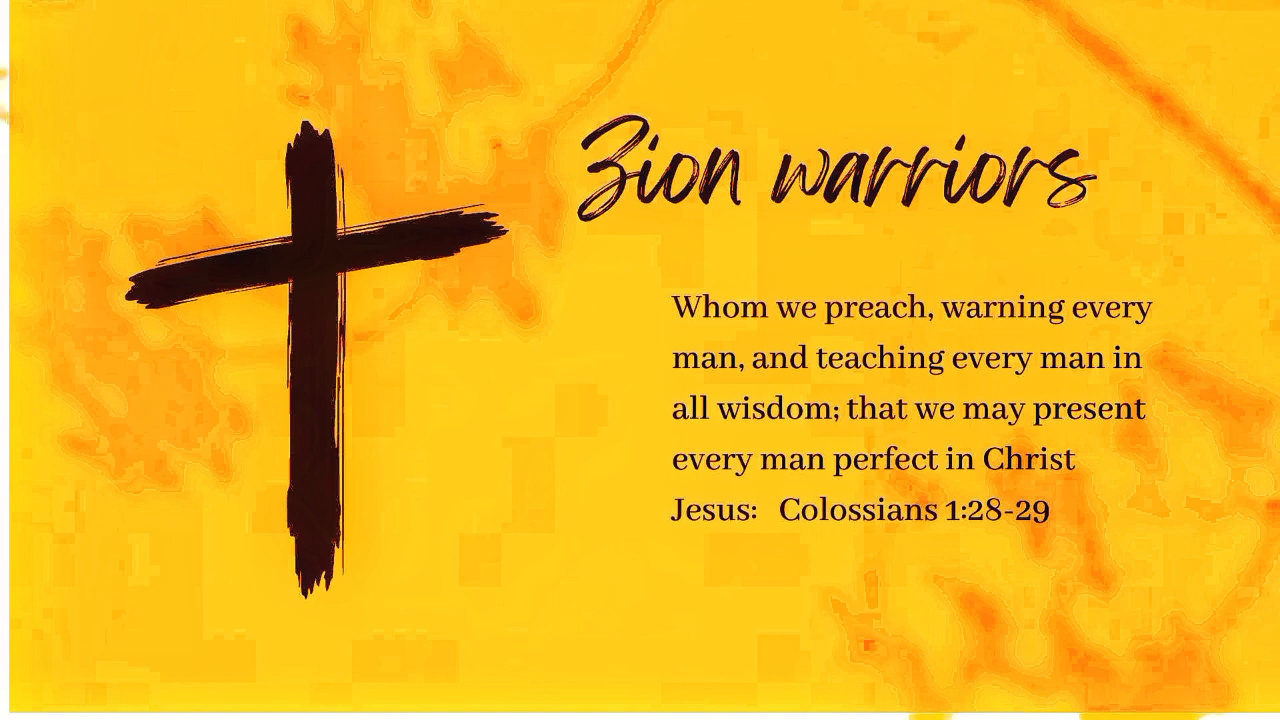 Zion warriors
Whom we preach, warning every
man, and teaching every man in
all wisdom; that we may present
every man perfect in Christ
Jesus: Colossians 1:28-29